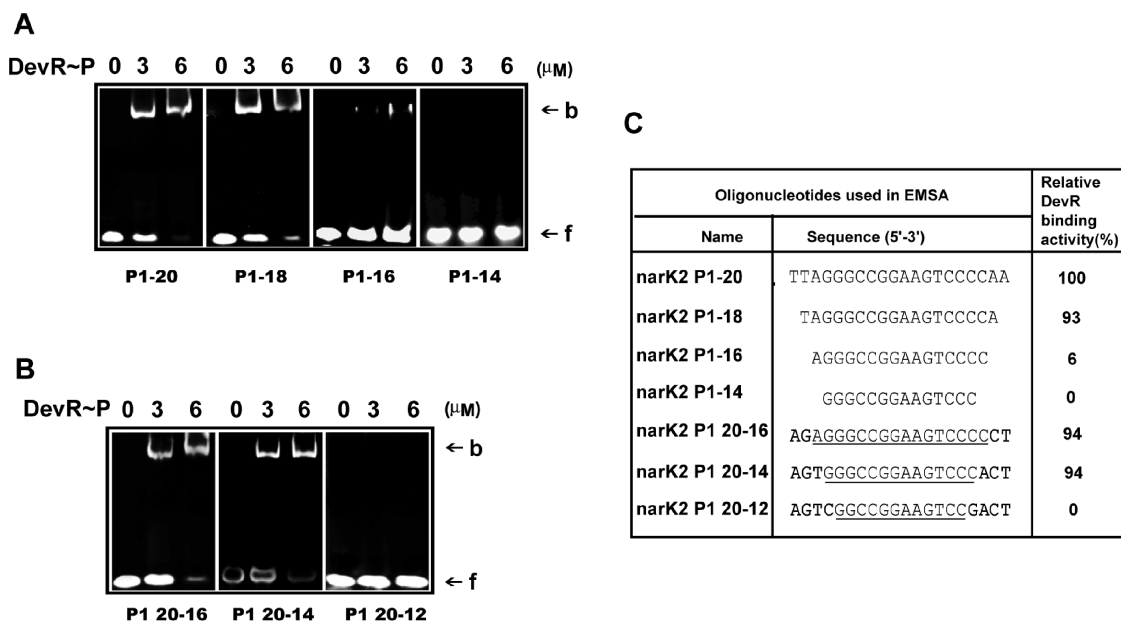 A
DevR~P 0 3 6 0 3 6 0 3 6 0 3 6 (μM)
← b
← f
P1-20 P1-18 P1-16 P1-14
B
DevR~P 0 3 6 0 3 6 0 3 6 (μM)
← b
← f
P1 20-16 P1 20-14 P1 20-12
C
Oligonucleotides used in EMSA
Relative
DevR
binding
activity(%)
Name Sequence (5'-3')
narK2 P1-20 TTAGGGCCGGAAGTCCCCAA 100
narK2 P1-18 TAGGGCCGGAAGTCCCCA 93
narK2 P1-16 AGGGCCGGAAGTCCCC 6
narK2 P1-14 GGGCCGGAAGTCCC 0
narK2 P1 20-16 AGAGGGCCGGAAGTCCCCCT 94
narK2 P1 20-14 AGTGGGCCGGAAGTCCCACT 94
narK2 P1 20-12 AGTCGGCCGGAAGTCCGACT 0